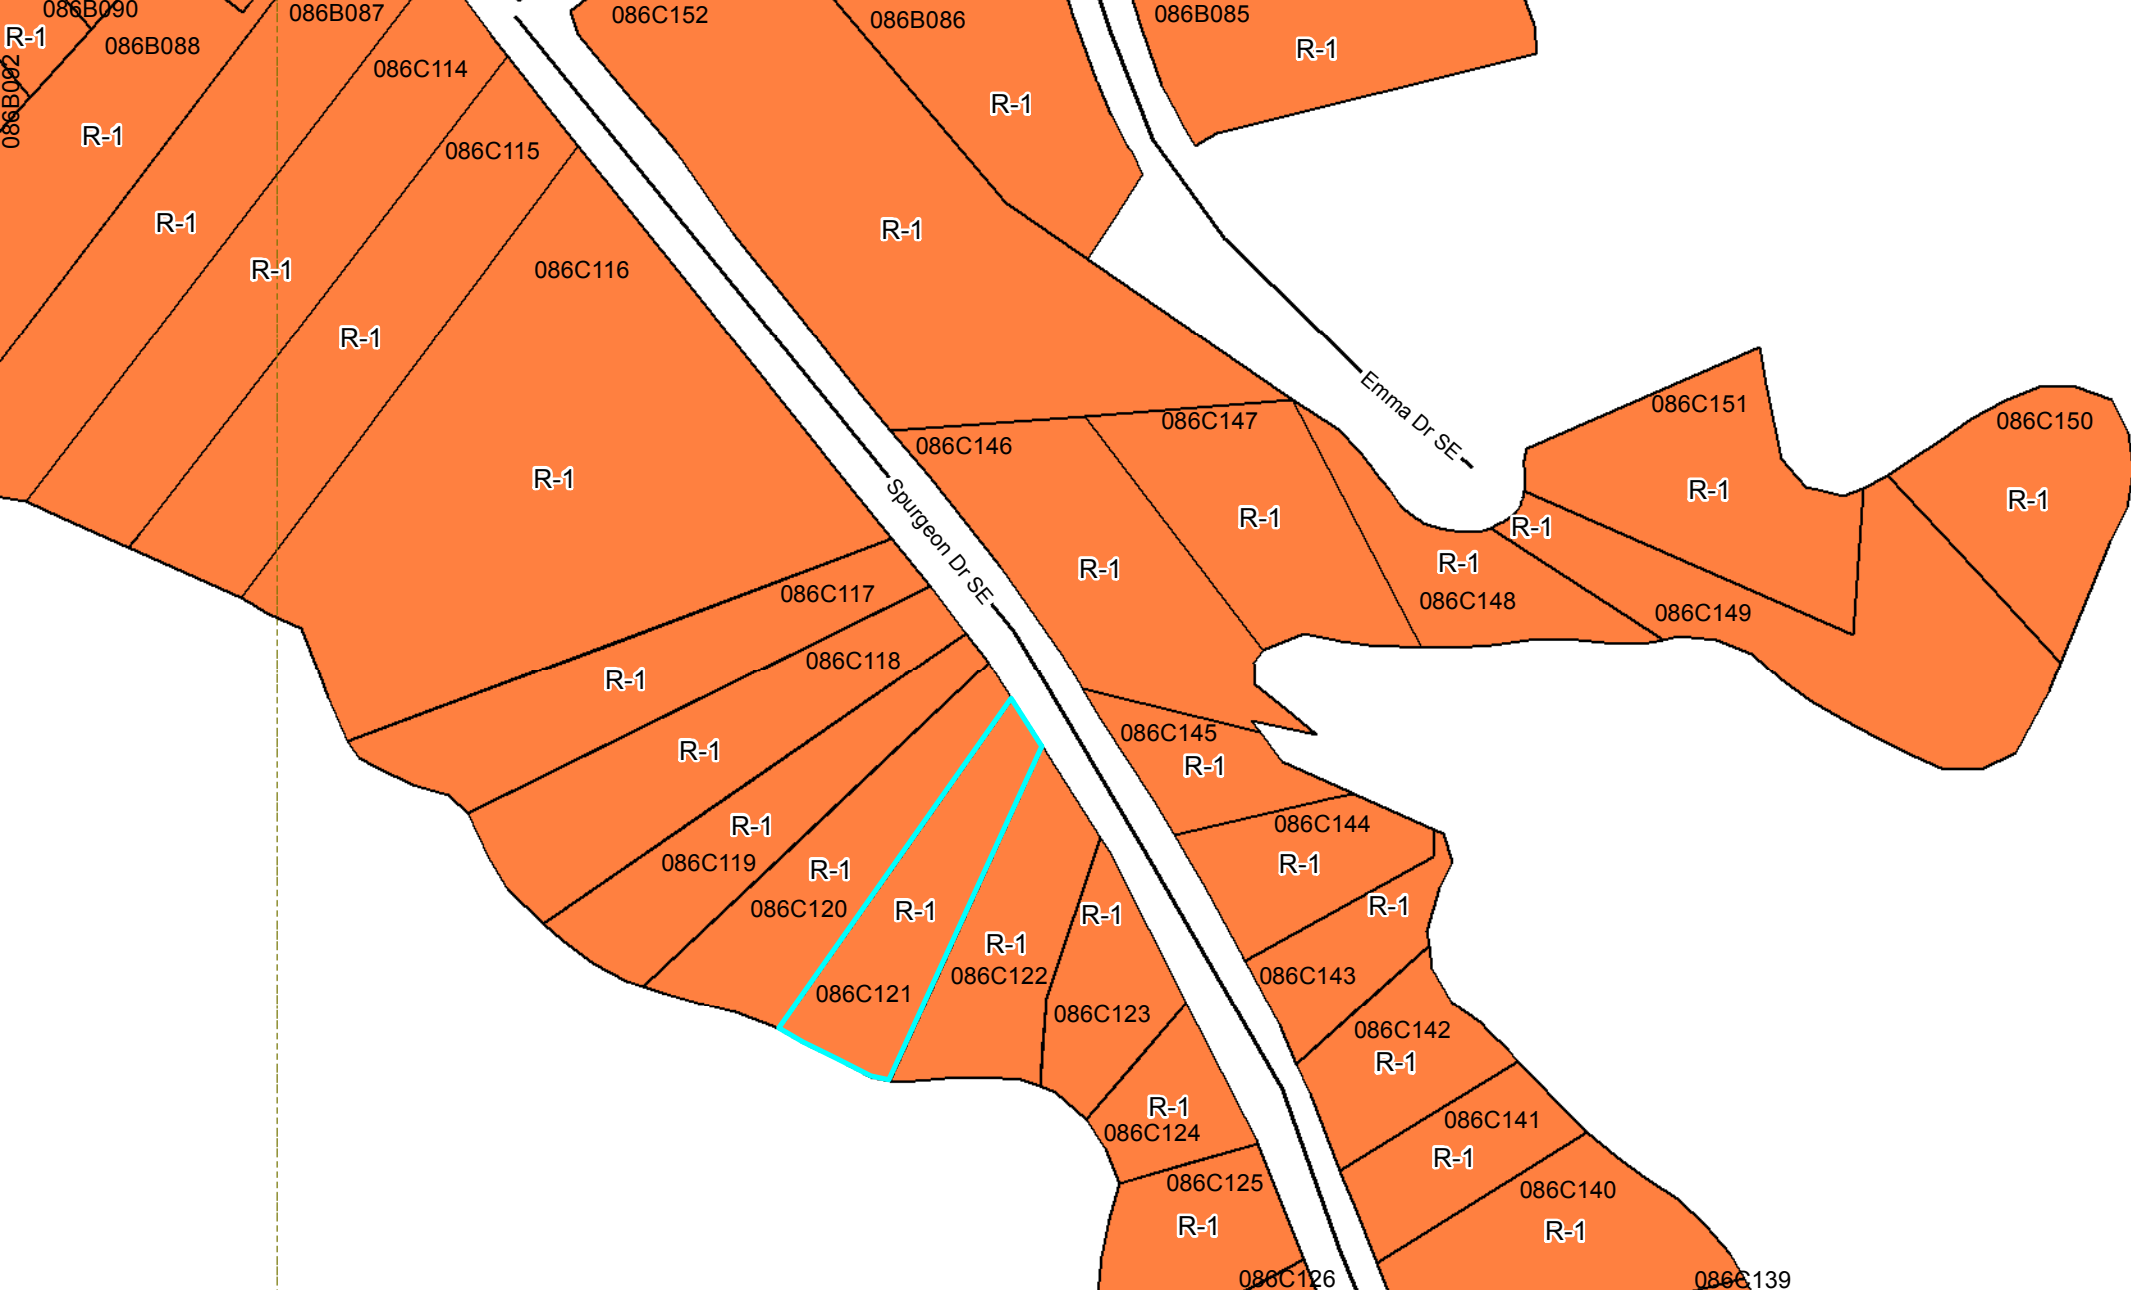 086B090
086B087
086C152
086B086
086B085
R-1
086B088
R-1
086C114
086B092
R-1
R-1
086C115
R-1
R-1
R-1
086C116
R-1
Emma Dr SE
086C151
086C147
086C150
086C146
R-1
R-1
R-1
R-1
R-1
Spurgeon Dr SE
R-1
R-1
086C117
086C148
086C149
086C118
R-1
086C145
R-1
R-1
R-1
086C144
086C119
R-1
R-1
086C120
R-1
R-1
R-1
R-1
086C122
086C143
086C121
086C123
086C142
R-1
R-1
086C141
086C124
R-1
086C125
086C140
R-1
R-1
086C126
086C139